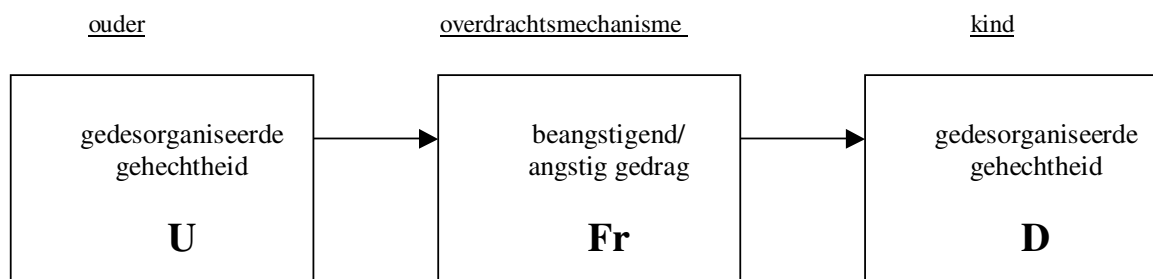 ouder
overdrachtsmechanisme
kind
gedesorganiseerde
gehechtheid
U
beangstigend/
angstig gedrag
Fr
gedesorganiseerde
gehechtheid
D